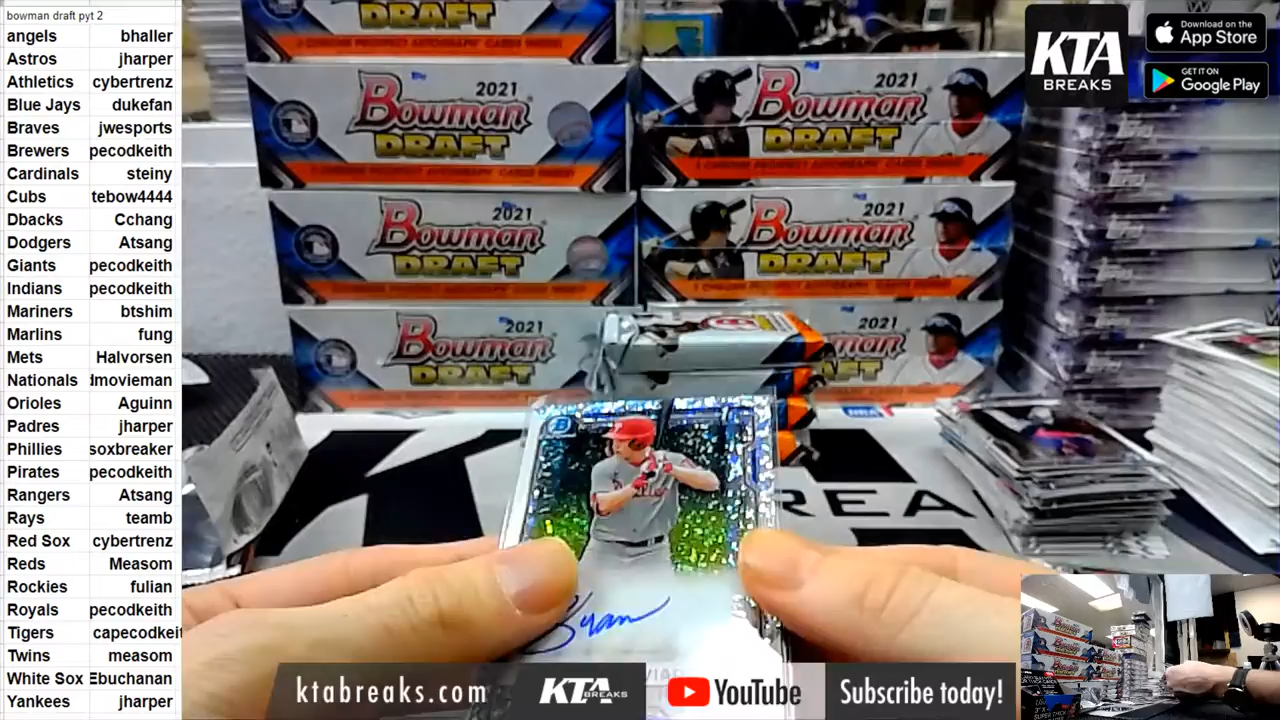 bowman draft pyt 2
angels bhaller
Astros jharper
Athletics cybertrenz
Blue Jays dukefan
Braves jwesports
Brewers pecodkeith
Cardinals steiny
Cubs tebow4444
Dbacks Cchang
Dodgers Atsang
Giants pecodkeith
Indians pecodkeith
Mariners btshim
Marlins fung
Mets Halvorsen
Nationals dmovieman
Orioles Aguinn
Padres jharper
Phillies soxbreaker
Pirates pecodkeith
Rangers Atsang
Rays teamb
Red Sox cybertrenz
Reds Measom
Rockies fulian
Royals pecodkeith
Tigers capecodkeit
Twins measom
White Sox Ebuchanan
Yankees jharper
KTA
BREAKS
Download on the
App Store
GET IT ON
Google Play
2021
Bowman
DRAFT
2021
Bowman
DRAFT
2021
Bowman
DRAFT
2021
Bowman
DRAFT
2021
Bowman
DRAFT
2021
Topps
REA
ktabreaks.com
KTA
BREAKS
YouTube
Subscribe today!